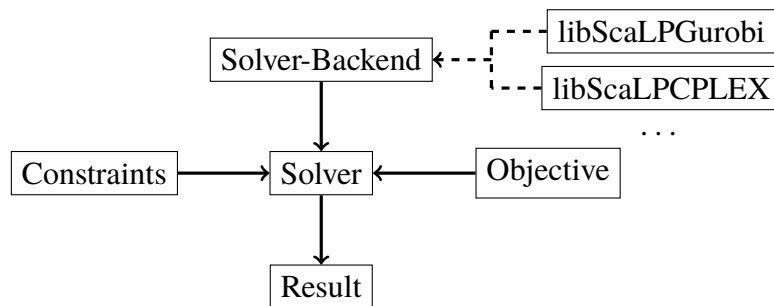 libScaLPGurobi
Solver-Backend
libScaLPCPLEX
...
Constraints
Solver
Objective
Result